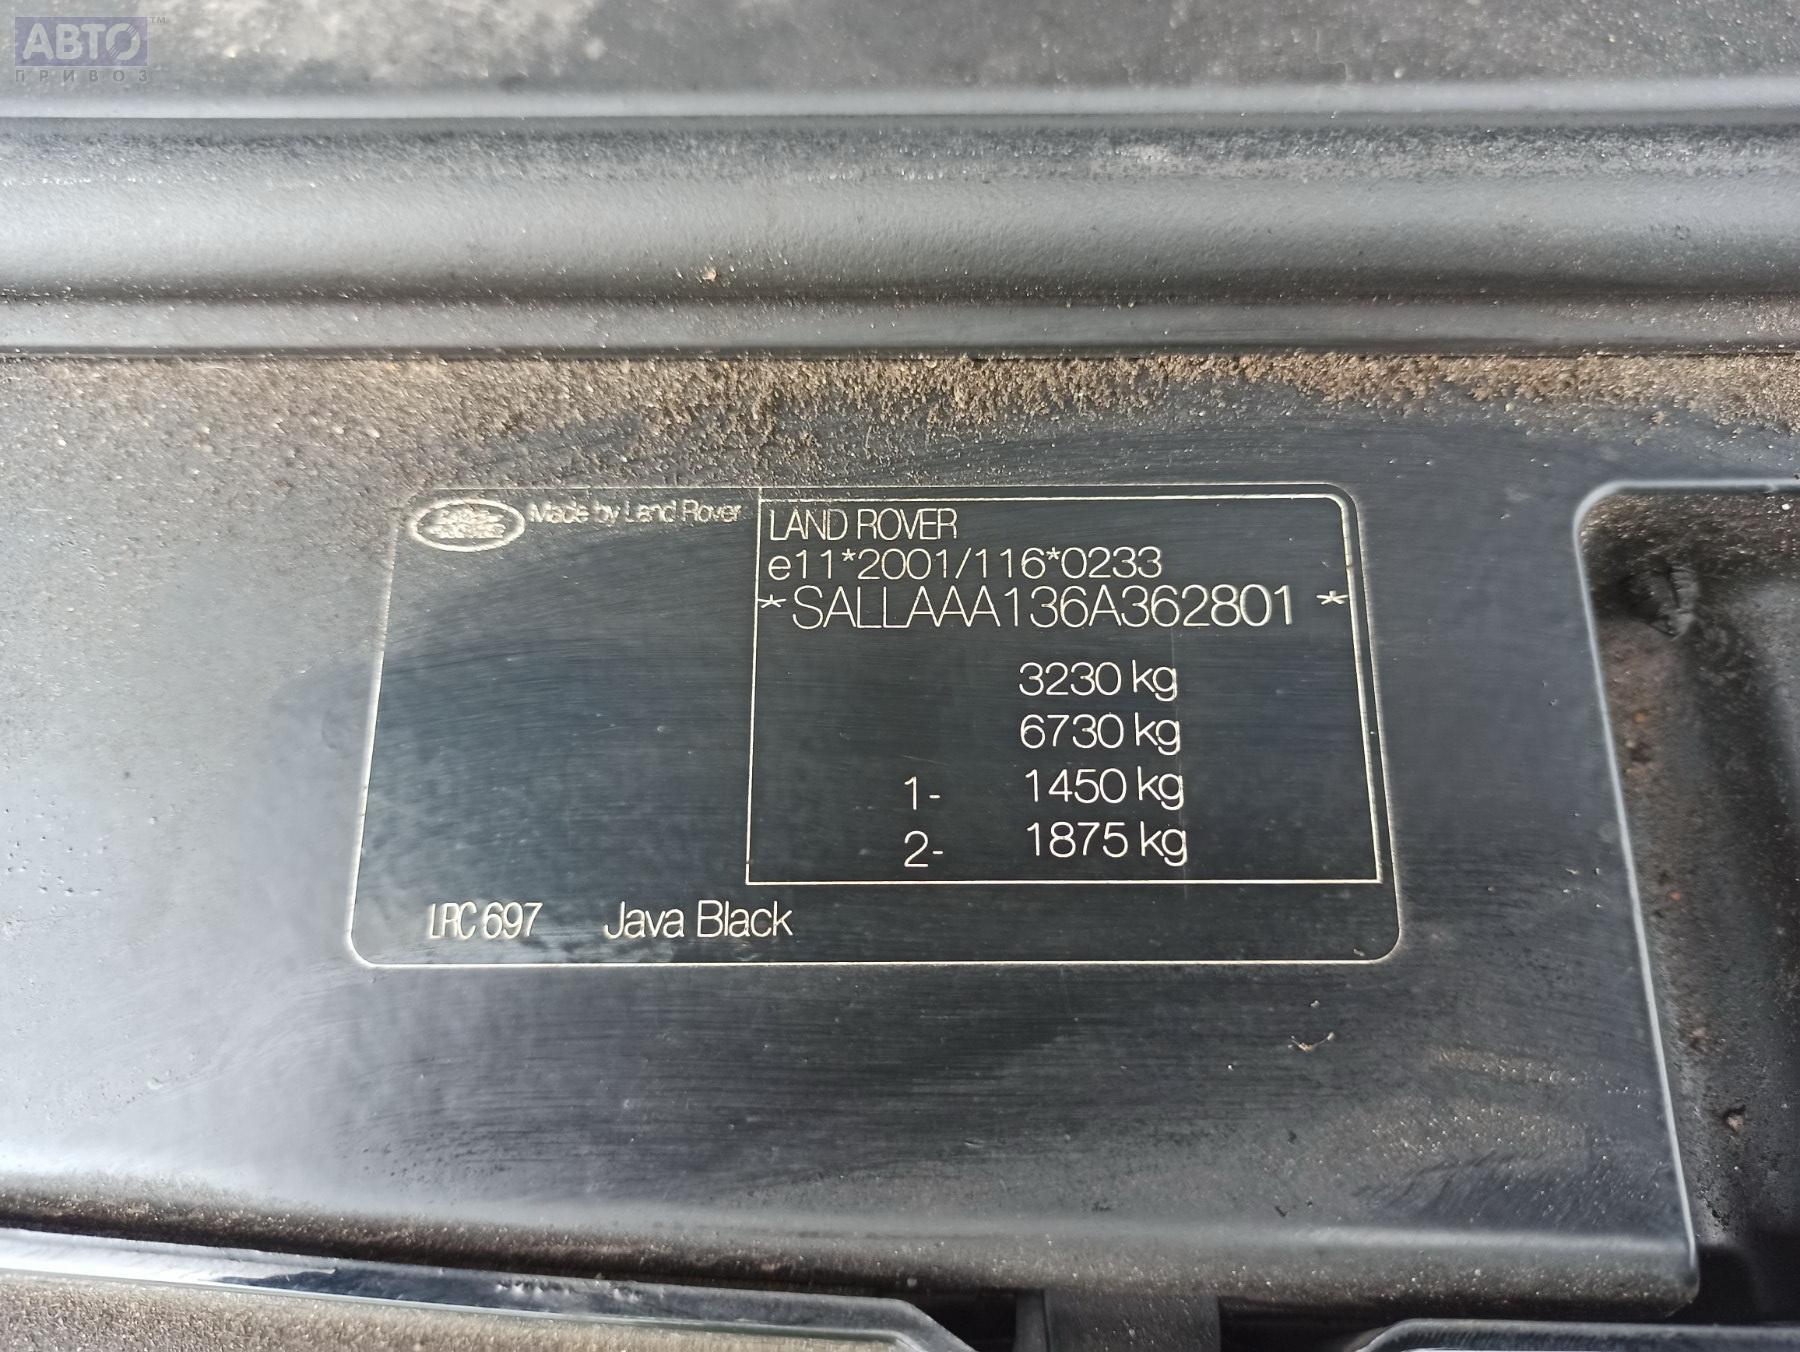 АВТО™
ПРИВОЗ
Made by Land Rover
LAND ROVER
e11*2001/116*0233
*SALLAAA136A362801 *
3230 kg
6730 kg
1- 1450 kg
2- 1875 kg
LRC 697 Java Black